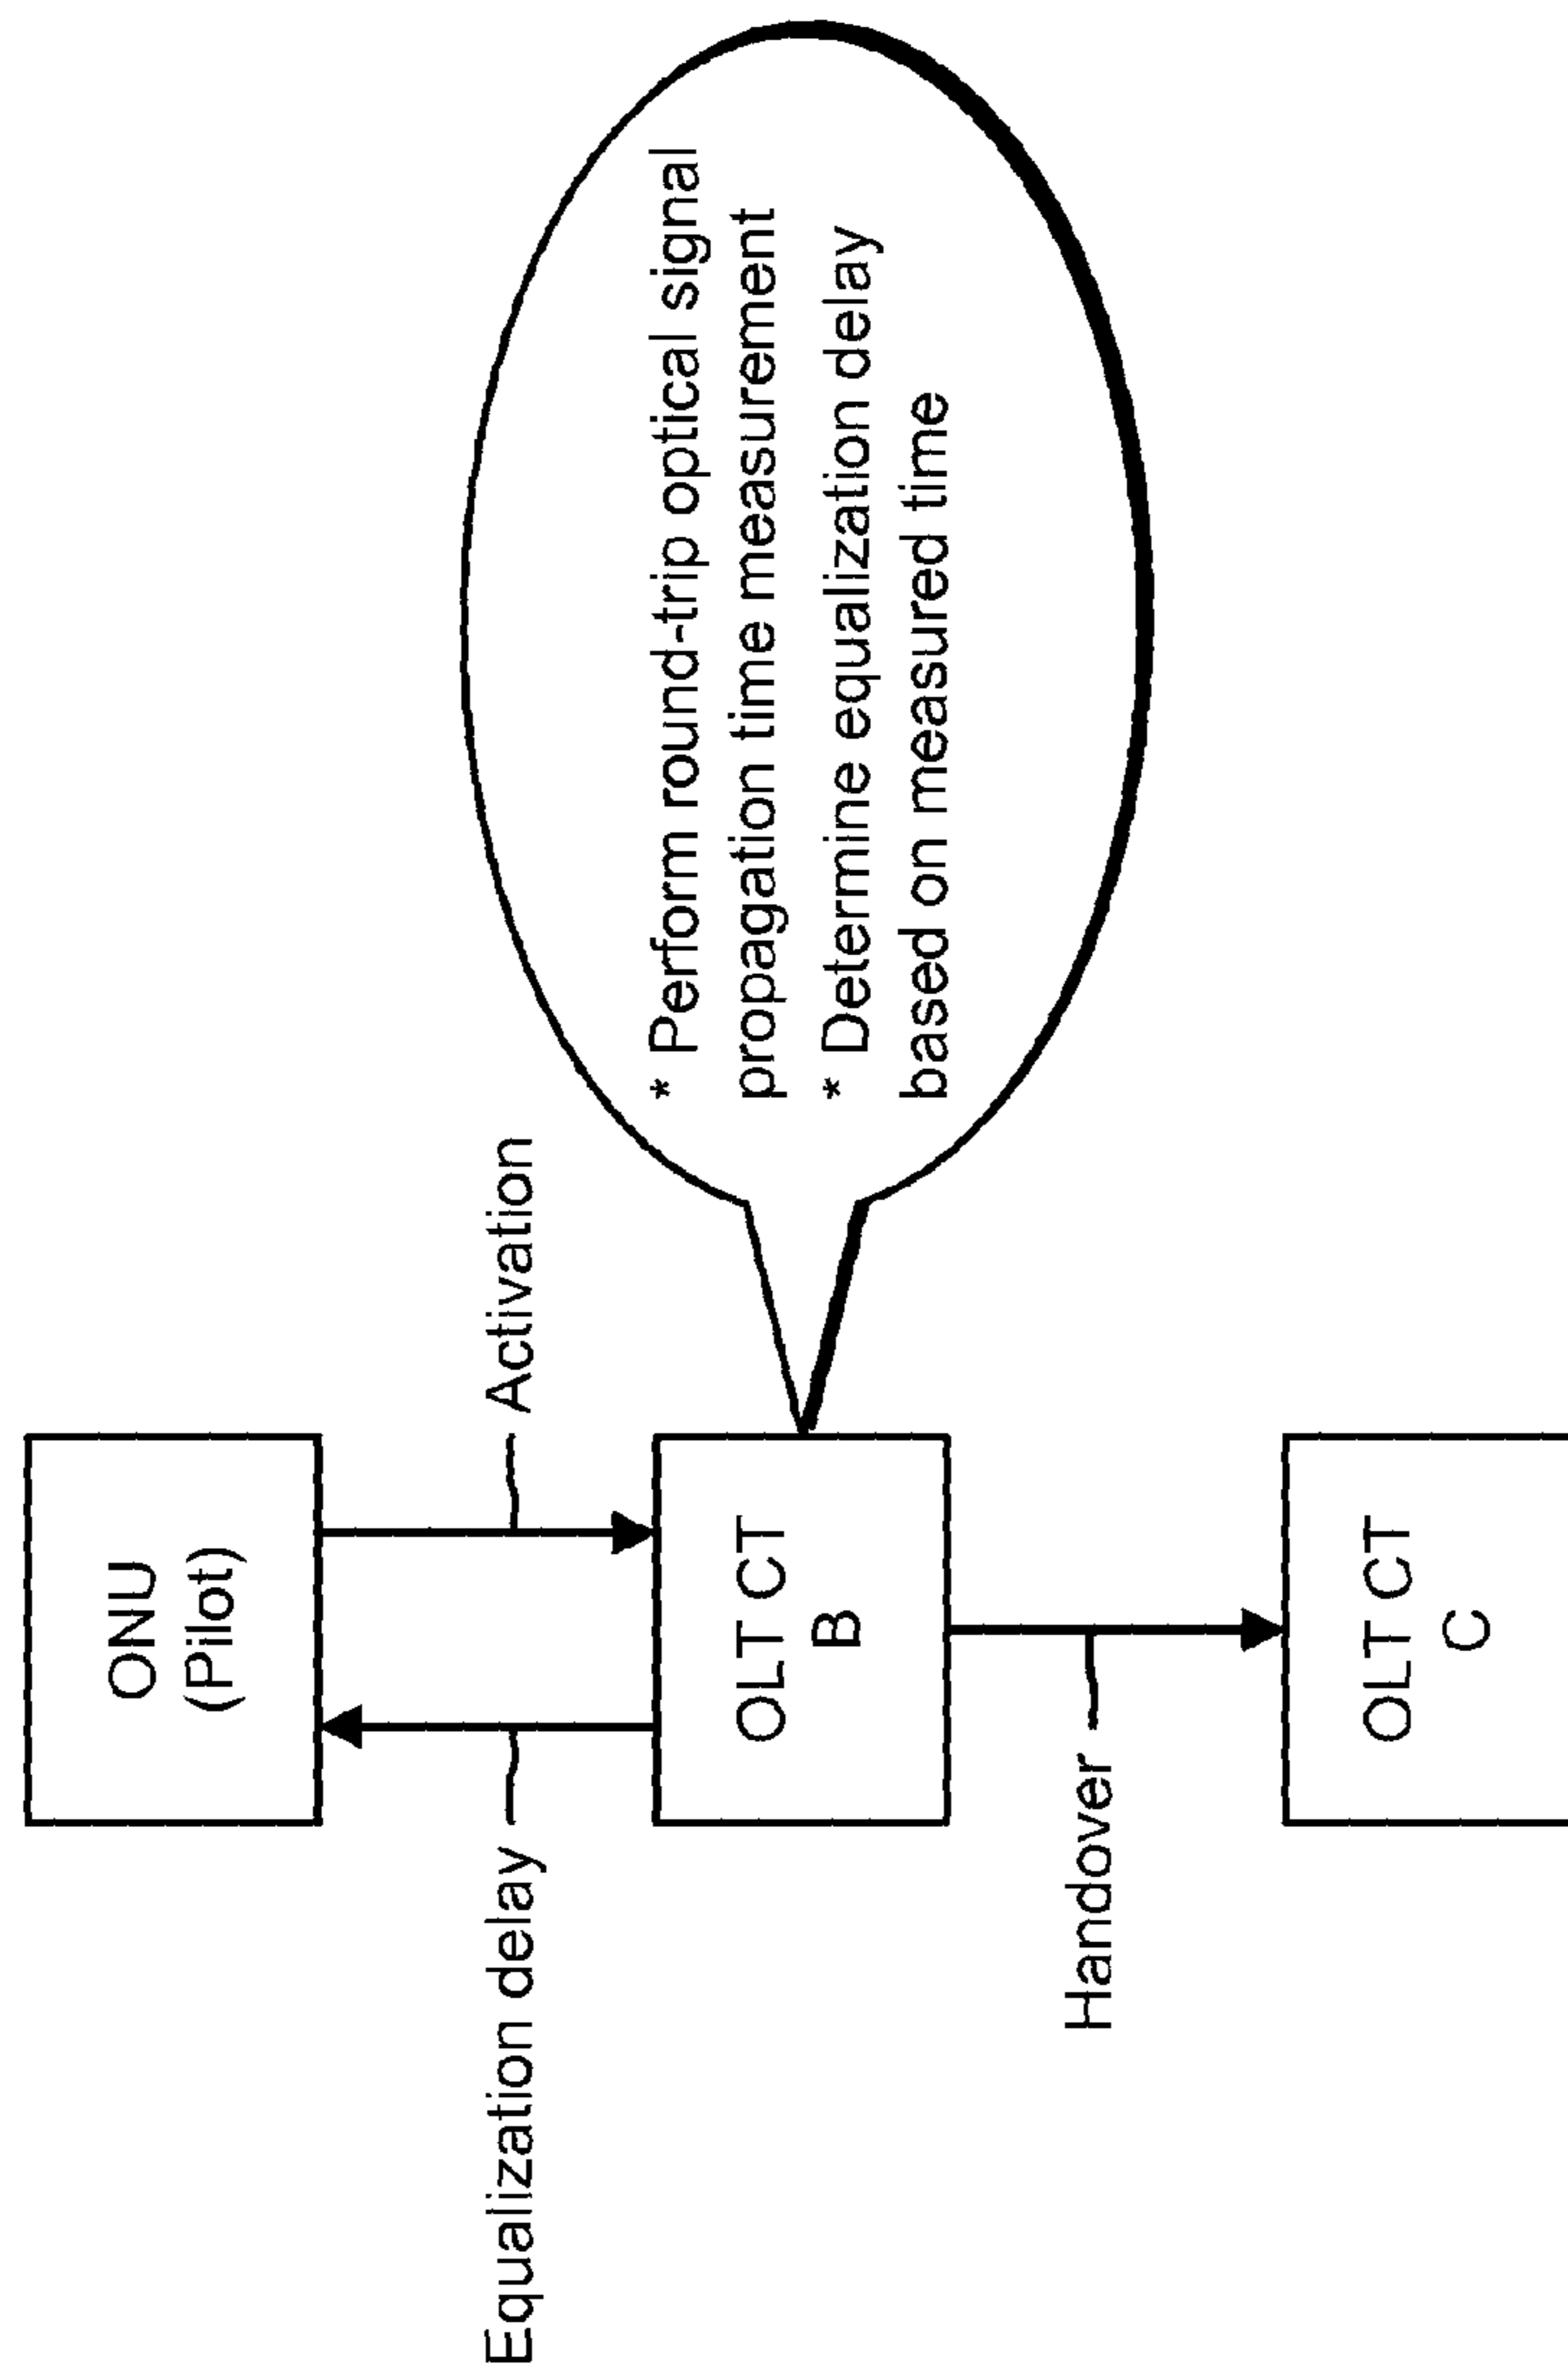 ONU
(Pilot)
Equalization delay
Activation
OLT CT
B
* Perform round-trip optical signal
propagation time measurement
* Determine equalization delay
based on measured time
Handover
OLT CT
C